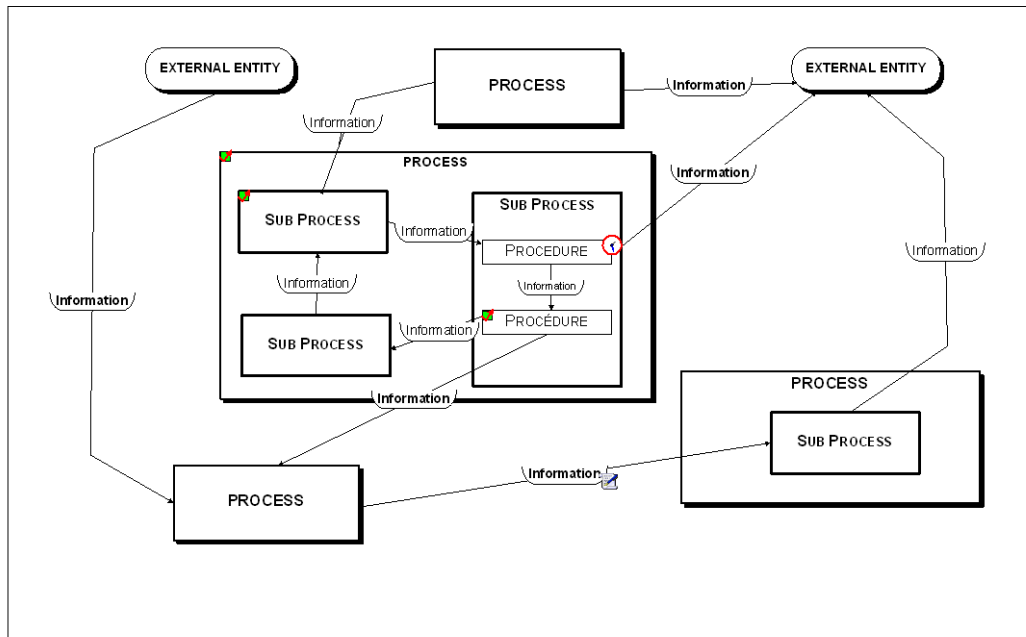 EXTERNAL ENTITY
PROCESS
EXTERNAL ENTITY
Information
Information
PROCESS
Information
SUB PROCESS
SUB PROCESS
Information
PROCEDURE
Information
Information
Information
Information
PROCÉDURE
Information
SUB PROCESS
Information
PROCESS
SUB PROCESS
Information
PROCESS